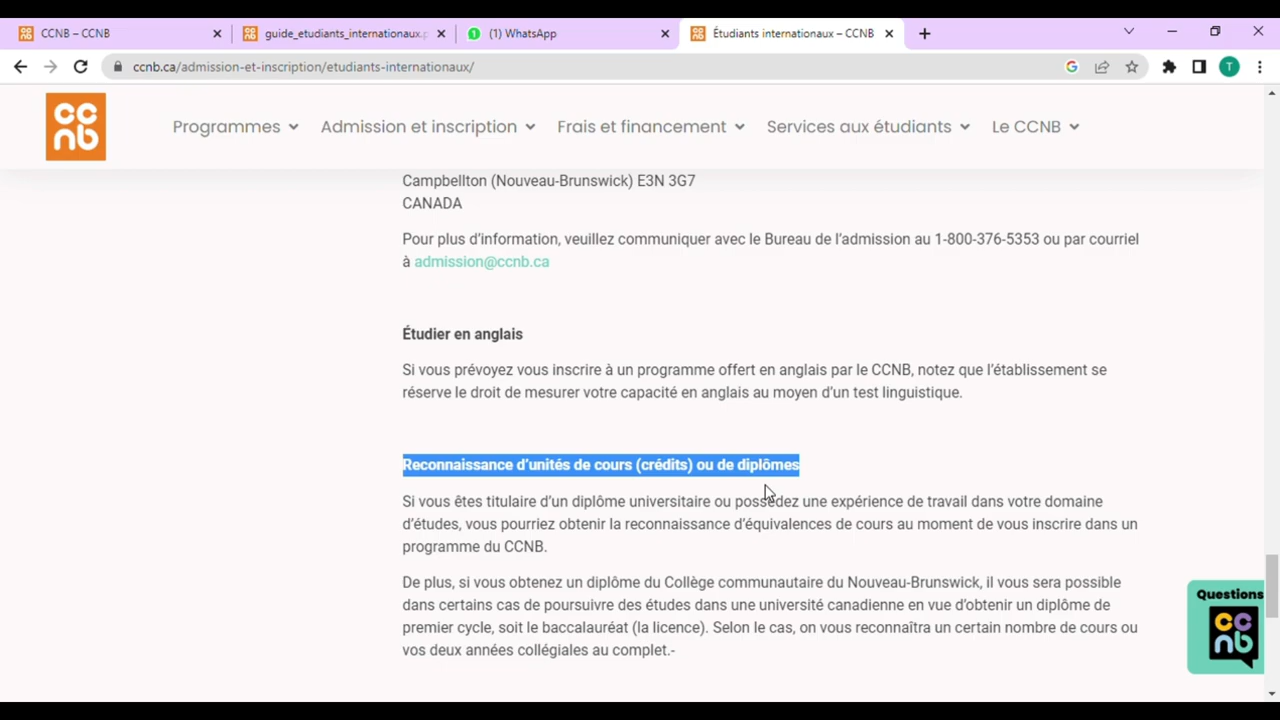 CCNB – CCNB
guide_etudiants_internationaux.p
(1) WhatsApp
Étudiants internationaux – CCNB
ccnb.ca/admission-et-inscription/etudiants-internationaux/
T
cc
nb
Programmes
Admission et inscription
Frais et financement
Services aux étudiants
Le CCNB
Campbellton (Nouveau-Brunswick) E3N 3G7
CANADA
Pour plus d’information, veuillez communiquer avec le Bureau de l’admission au 1-800-376-5353 ou par courriel
à admission@ccnb.ca
Étudier en anglais
Si vous prévoyez vous inscrire à un programme offert en anglais par le CCNB, notez que l’établissement se
réserve le droit de mesurer votre capacité en anglais au moyen d’un test linguistique.
Reconnaissance d’unités de cours (crédits) ou de diplômes
Si vous êtes titulaire d’un diplôme universitaire ou possédez une expérience de travail dans votre domaine
d’études, vous pourriez obtenir la reconnaissance d’équivalences de cours au moment de vous inscrire dans un
programme du CCNB.
De plus, si vous obtenez un diplôme du Collège communautaire du Nouveau-Brunswick, il vous sera possible
dans certains cas de poursuivre des études dans une université canadienne en vue d’obtenir un diplôme de
premier cycle, soit le baccalauréat (la licence). Selon le cas, on vous reconnaîtra un certain nombre de cours ou
vos deux années collégiales au complet.-
Questions
cc
nb